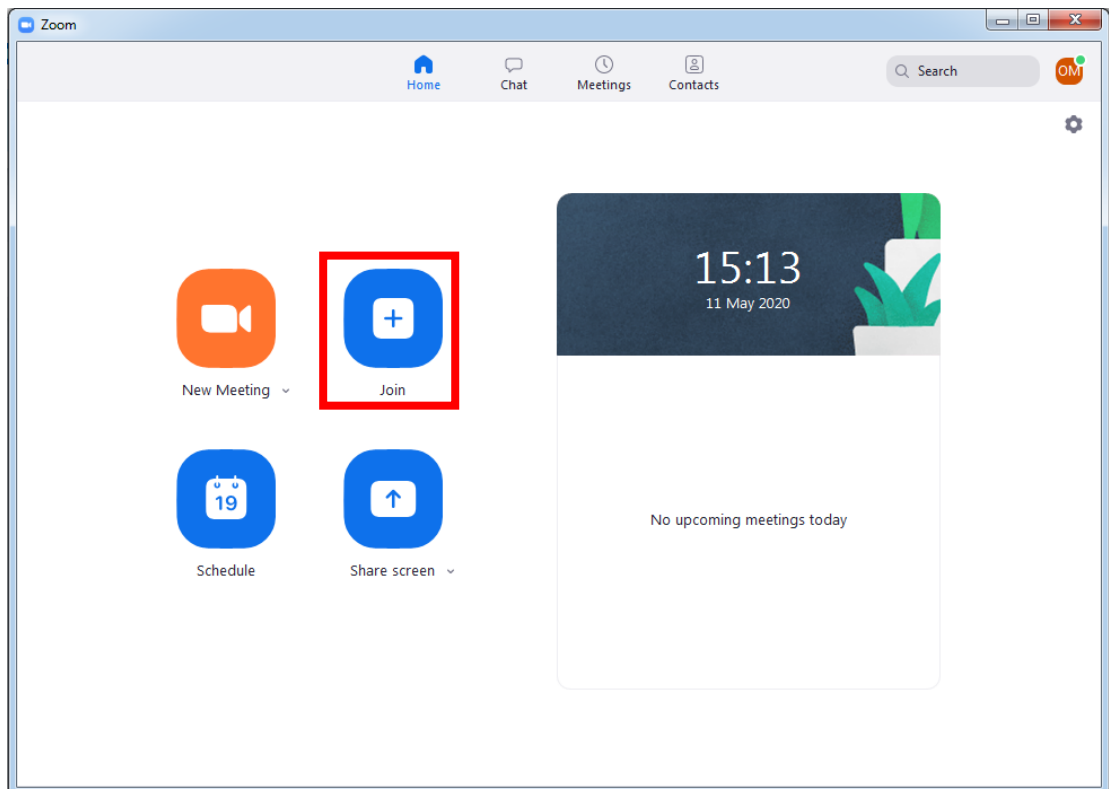 Zoom
Home
Chat
Meetings
Contacts
Search
OM
15:13
11 May 2020
New Meeting
Join
19
Schedule
Share screen
No upcoming meetings today